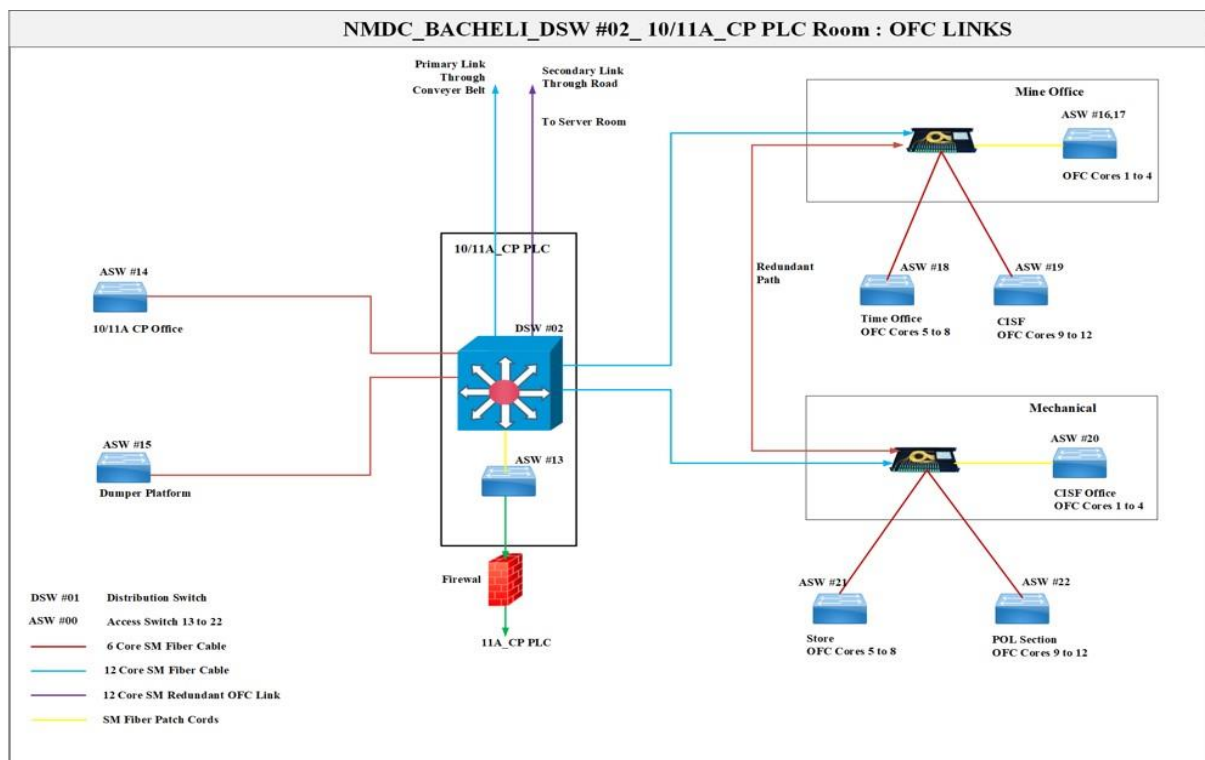 NMDC_BACHELI_DSW #02_ 10/11A_CP PLC Room : OFC LINKS
Primary Link
Through
Conveyer Belt
Secondary Link
Through Road
To Server Room
Mine Office
ASW #16,17
OFC Cores 1 to 4
10/11A_CP PLC
ASW #14
10/11A CP Office
Redundant
Path
ASW #18
Time Office
OFC Cores 5 to 8
ASW #19
CISF
OFC Cores 9 to 12
DSW #02
Mechanical
ASW #15
Dumper Platform
ASW #13
ASW #20
CISF Office
OFC Cores 1 to 4
Firewal
11A_CP PLC
ASW #21
Store
OFC Cores 5 to 8
ASW #22
POL Section
OFC Cores 9 to 12
DSW #01 Distribution Switch
ASW #00 Access Switch 13 to 22
6 Core SM Fiber Cable
12 Core SM Fiber Cable
12 Core SM Redundant OFC Link
SM Fiber Patch Cords